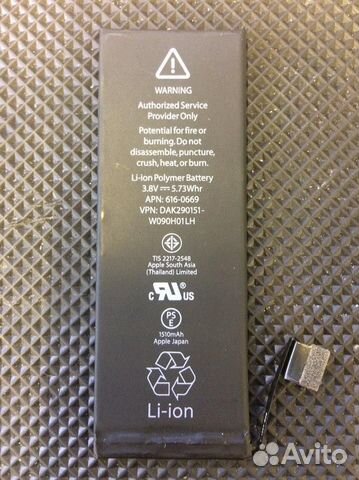 WARNING
Authorized Service
Provider Only
Potential for fire or
burning. Do not
disassemble, puncture,
crush, heat, or burn.
Li-ion Polymer Battery
3.8V ⎓ 5.73Whr
APN: 616-0669
VPN: DAK290151-
W090H01LH
TIS 2217-2548
Apple South Asia
(Thailand) Limited
c RU US
PS
E
1510mAh
Apple Japan
Li-ion
Avito